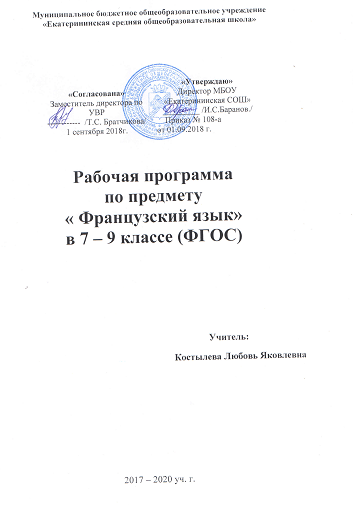 Муниципальное бюджетное общеобразовательное учреждение
«Екатерининская средняя общеобразовательная школа»
«Согласована»
Заместитель директора по
УВР
/Т.С. Братчикова/
1 сентября 2018г.
«Утверждаю»
Директор МБОУ
«Екатерининская СОШ»
/И.С.Баранов./
Приказ № 108-а
от 01.09.2018 г.
Рабочая программа
по предмету
« Французский язык»
в 7 – 9 классе (ФГОС)
Учитель:
Костылева Любовь Яковлевна
2017 – 2020 уч. г.